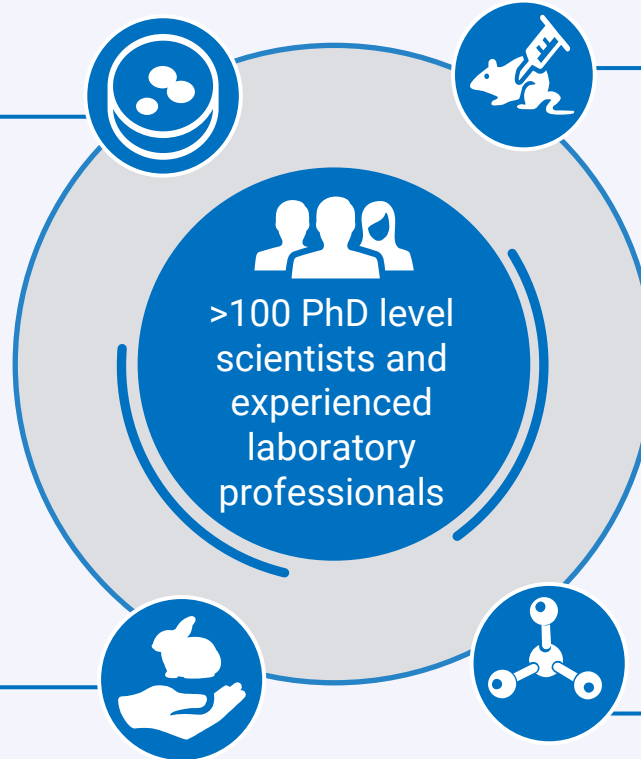 >100 PhD level
scientists and
experienced
laboratory
professionals